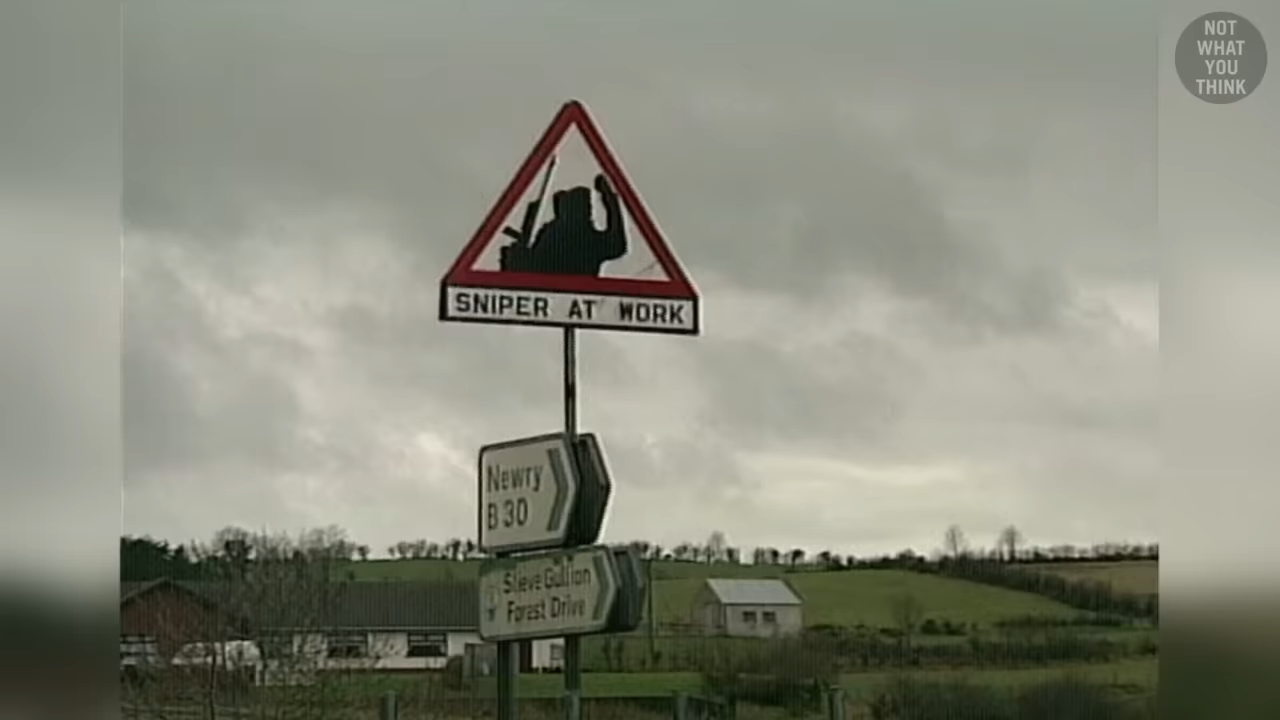 NOT
WHAT
YOU
THINK
SNIPER AT WORK
Newry
B 30
Slieve Gullion
Forest Drive